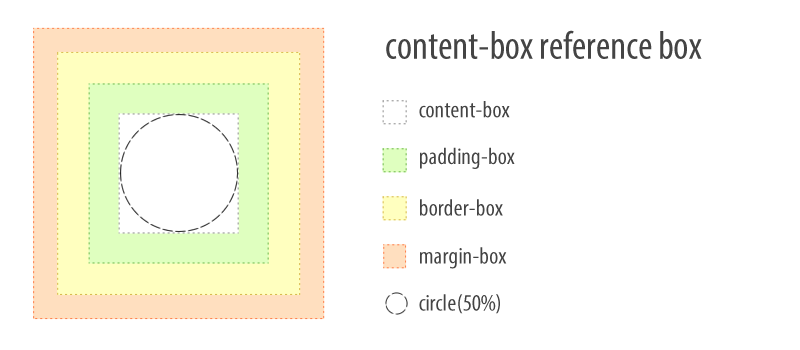 content-box reference box
content-box
padding-box
border-box
margin-box
circle(50%)